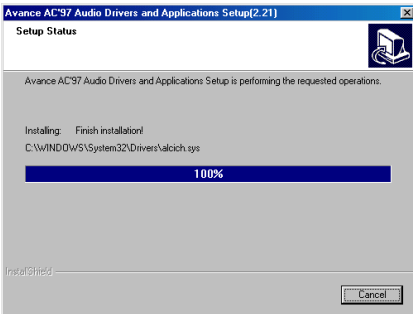 Avance AC'97 Audio Drivers and Applications Setup(2.21)
Setup Status
Avance AC'97 Audio Drivers and Applications Setup is performing the requested operations.
Installing: Finish installation!
C:\WINDOWS\System32\Drivers\alcich.sys
100%
InstallShield
Cancel